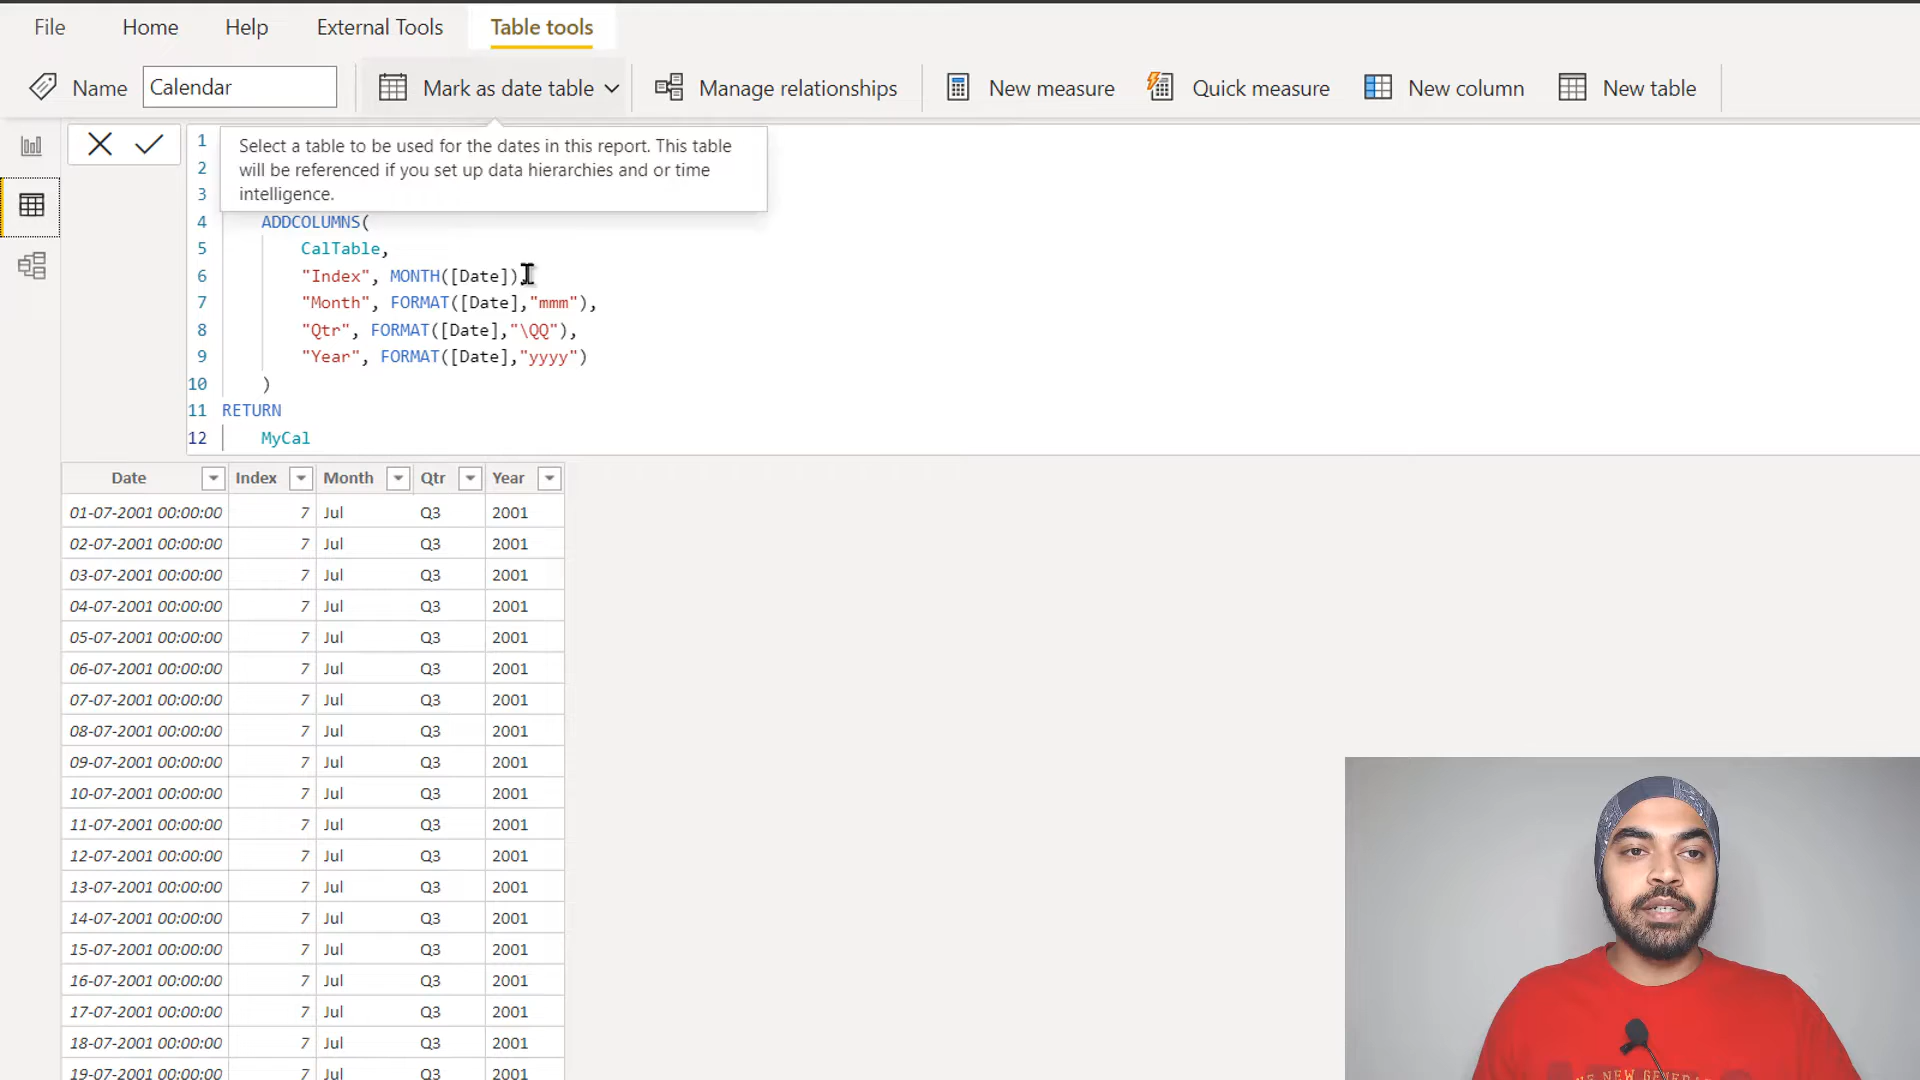 File Home Help External Tools Table tools
Name Calendar Mark as date table Manage relationships New measure Quick measure New column New table
Select a table to be used for the dates in this report. This table
will be referenced if you set up data hierarchies and or time
intelligence.
1
2
3
4 ADDCOLUMNS(
5 CalTable,
6 "Index", MONTH([Date])
7 "Month", FORMAT([Date],"mmm"),
8 "Qtr", FORMAT([Date],"\QQ"),
9 "Year", FORMAT([Date],"yyyy")
10 )
11 RETURN
12 MyCal
Date Index Month Qtr Year
01-07-2001 00:00:00 7 Jul Q3 2001
02-07-2001 00:00:00 7 Jul Q3 2001
03-07-2001 00:00:00 7 Jul Q3 2001
04-07-2001 00:00:00 7 Jul Q3 2001
05-07-2001 00:00:00 7 Jul Q3 2001
06-07-2001 00:00:00 7 Jul Q3 2001
07-07-2001 00:00:00 7 Jul Q3 2001
08-07-2001 00:00:00 7 Jul Q3 2001
09-07-2001 00:00:00 7 Jul Q3 2001
10-07-2001 00:00:00 7 Jul Q3 2001
11-07-2001 00:00:00 7 Jul Q3 2001
12-07-2001 00:00:00 7 Jul Q3 2001
13-07-2001 00:00:00 7 Jul Q3 2001
14-07-2001 00:00:00 7 Jul Q3 2001
15-07-2001 00:00:00 7 Jul Q3 2001
16-07-2001 00:00:00 7 Jul Q3 2001
17-07-2001 00:00:00 7 Jul Q3 2001
18-07-2001 00:00:00 7 Jul Q3 2001
19-07-2001 00:00:00 7 Jul Q3 2001
NEW